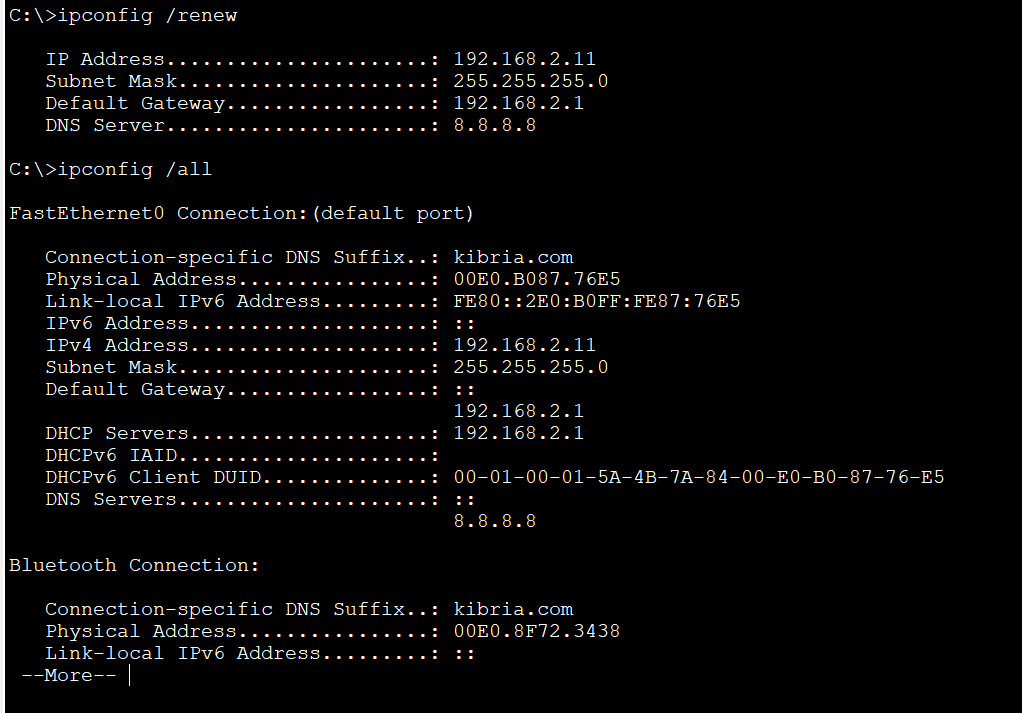 C:\>ipconfig /renew
IP Address......................: 192.168.2.11
Subnet Mask.....................: 255.255.255.0
Default Gateway.................: 192.168.2.1
DNS Server......................: 8.8.8.8
C:\>ipconfig /all
FastEthernet0 Connection:(default port)
Connection-specific DNS Suffix..: kibria.com
Physical Address................: 00E0.B087.76E5
Link-local IPv6 Address.........: FE80::2E0:B0FF:FE87:76E5
IPv6 Address....................: ::
IPv4 Address....................: 192.168.2.11
Subnet Mask.....................: 255.255.255.0
Default Gateway.................: ::
192.168.2.1
DHCP Servers....................: 192.168.2.1
DHCPv6 IAID.....................:
DHCPv6 Client DUID..............: 00-01-00-01-5A-4B-7A-84-00-E0-B0-87-76-E5
DNS Servers.....................: ::
8.8.8.8
Bluetooth Connection:
Connection-specific DNS Suffix..: kibria.com
Physical Address................: 00E0.8F72.3438
Link-local IPv6 Address.........: ::
--More--